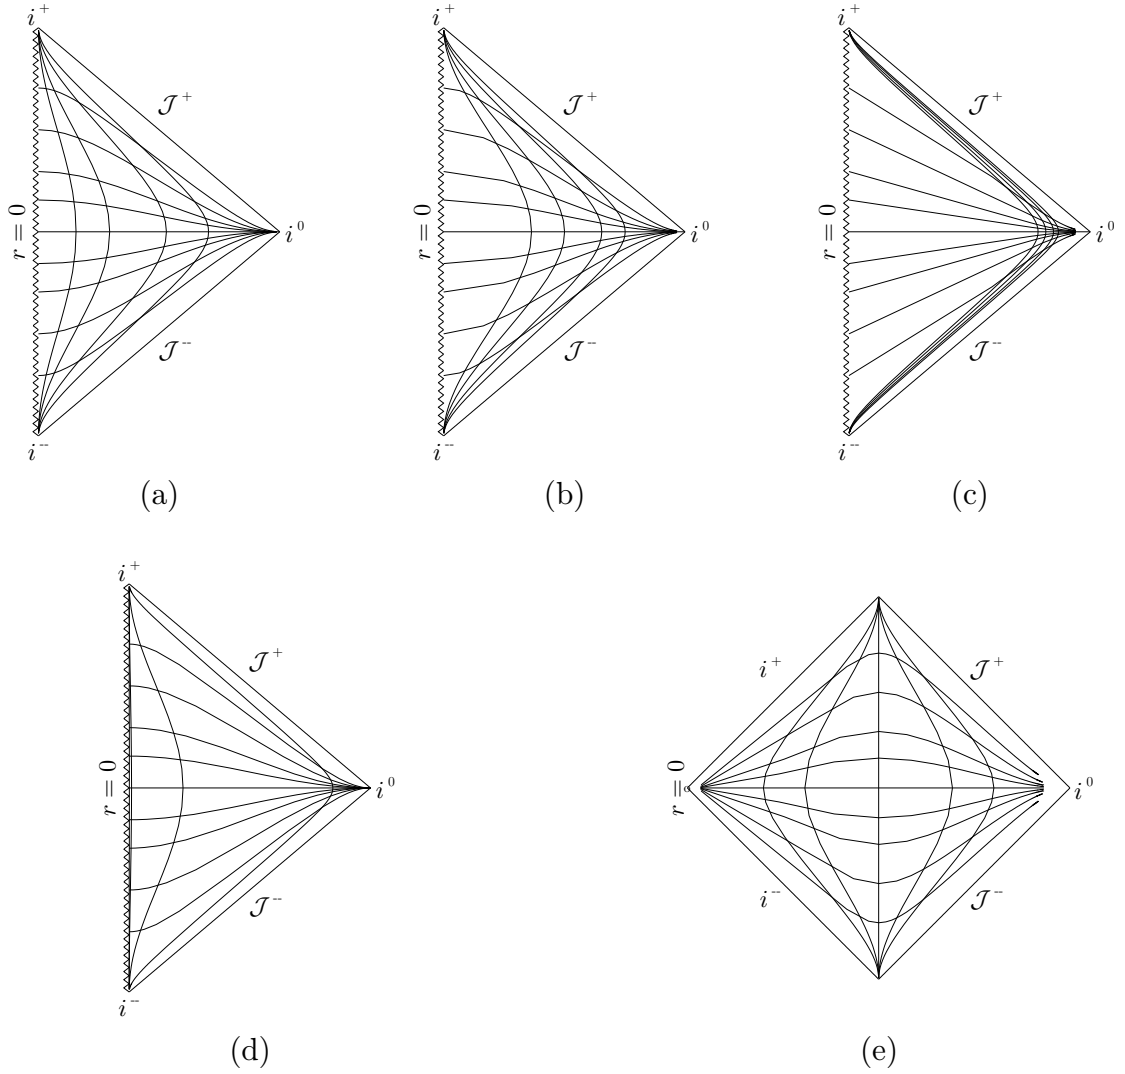 i⁺ i⁺ i⁺
𝒥⁺ 𝒥⁺ 𝒥⁺
r = 0 i⁰ r = 0 i⁰ r = 0 i⁰
𝒥⁻ 𝒥⁻ 𝒥⁻
i⁻ i⁻ i⁻
(a) (b) (c)
i⁺
𝒥⁺ i⁺ 𝒥⁺
r = 0 i⁰ r = 0 i⁰
𝒥⁻ i⁻ 𝒥⁻
i⁻
(d) (e)